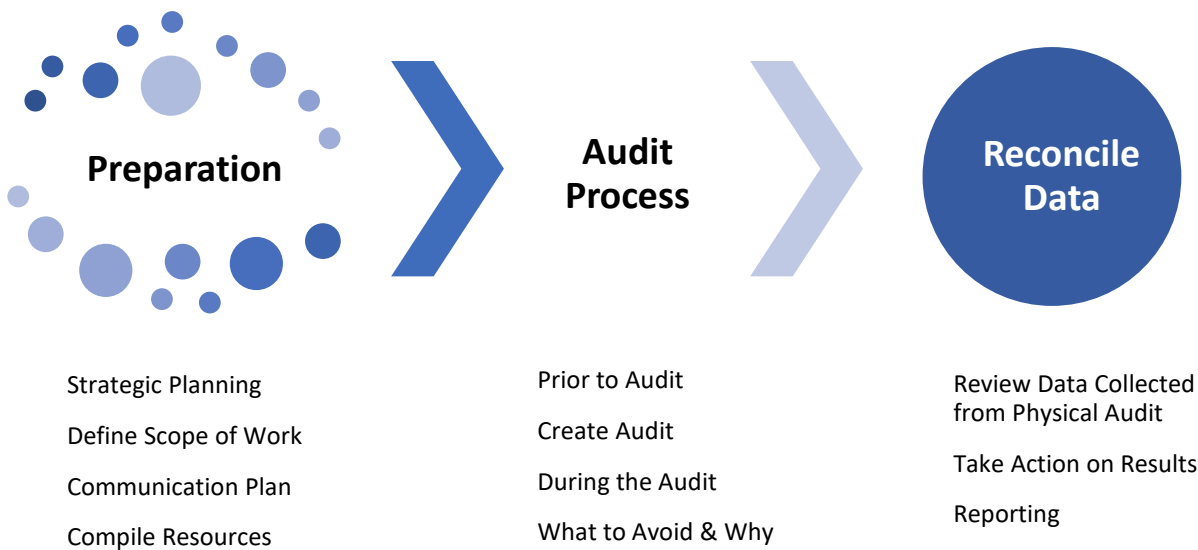 Preparation
Audit
Process
Reconcile
Data
Strategic Planning
Define Scope of Work
Communication Plan
Compile Resources
Prior to Audit
Create Audit
During the Audit
What to Avoid & Why
Review Data Collected
from Physical Audit
Take Action on Results
Reporting